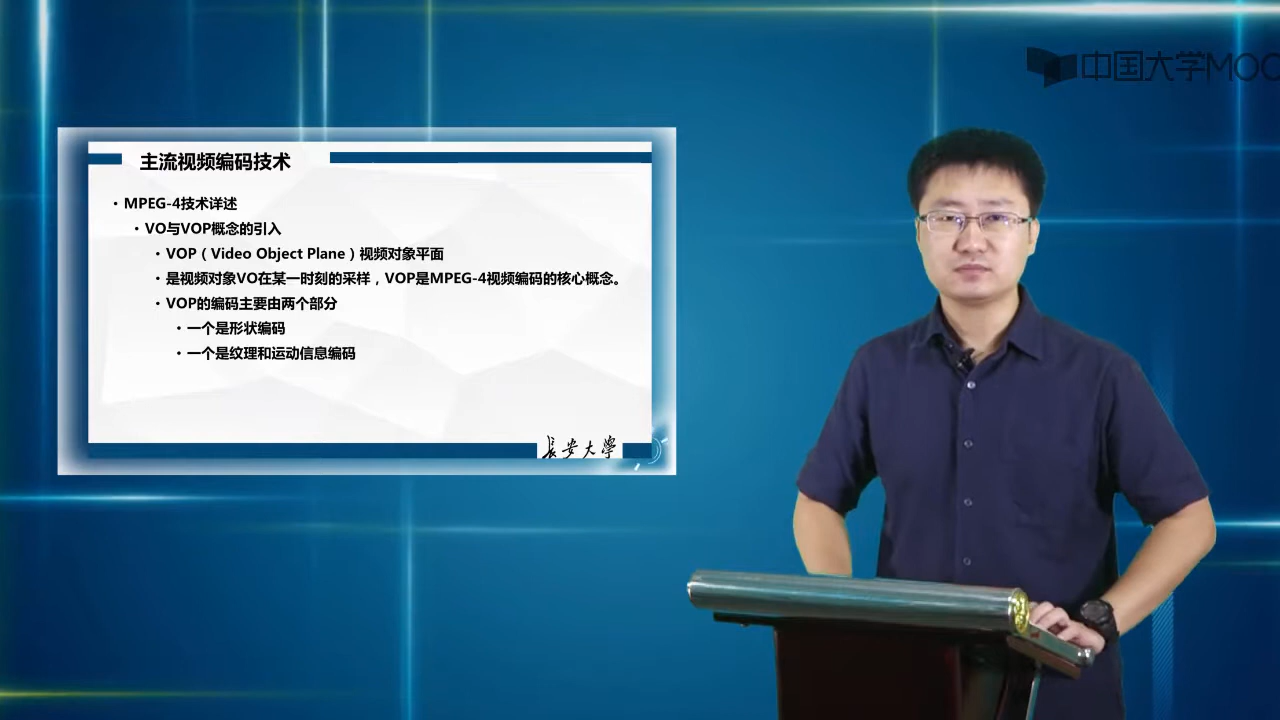 中国大学MOO
主流视频编码技术
• MPEG-4技术详述
• VO与VOP概念的引入
• VOP（Video Object Plane）视频对象平面
• 是视频对象VO在某一时刻的采样，VOP是MPEG-4视频编码的核心概念。
• VOP的编码主要由两个部分
• 一个是形状编码
• 一个是纹理和运动信息编码
長安大學